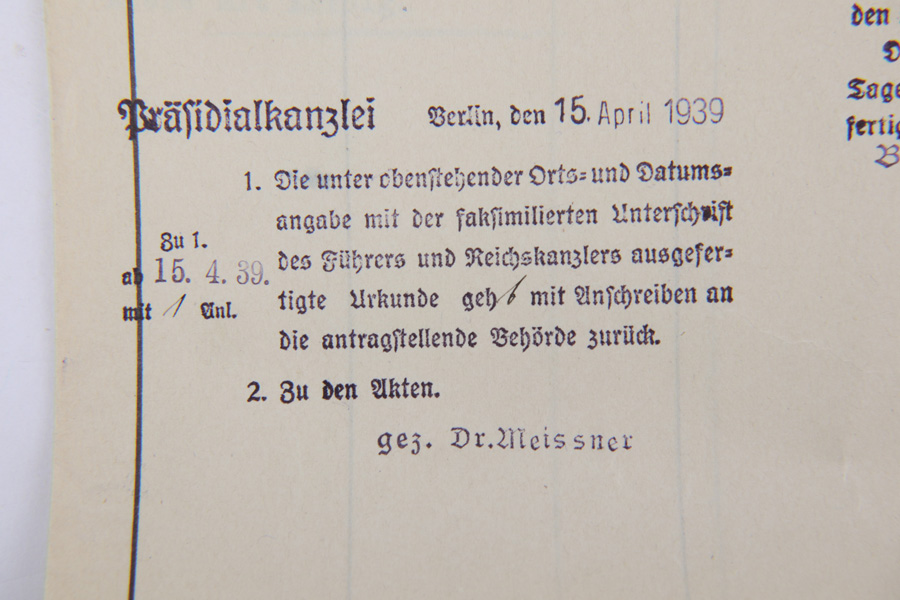 Präsidialkanzlei Berlin, den 15. April 1939
1. Die unter obenstehender Orts- und Datums-
angabe mit der faksimilierten Unterschrift
des Führers und Reichskanzlers ausgefer-
tigte Urkunde geht mit Anschreiben an
die antragstellende Behörde zurück.
Zu 1.
ab 15. 4. 39.
mit 1 Anl.
2. Zu den Akten.
gez. Dr. Meissner
den
Tage
fertig